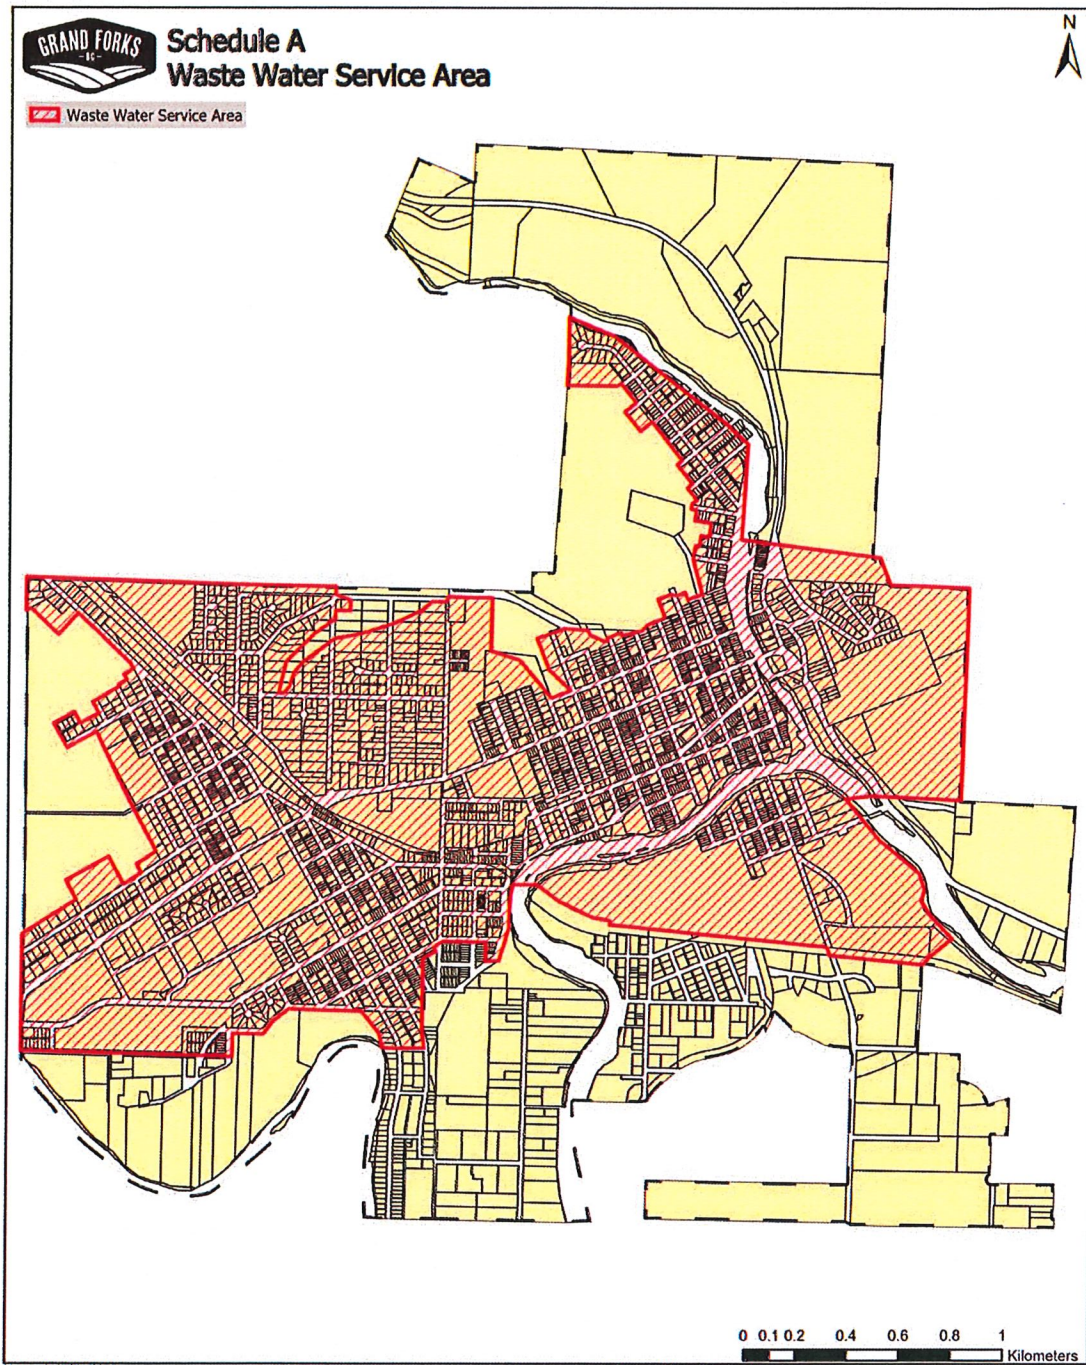 GRAND FORKS
BC
Schedule A
Waste Water Service Area
Waste Water Service Area
N
0 0.1 0.2 0.4 0.6 0.8 1
Kilometers